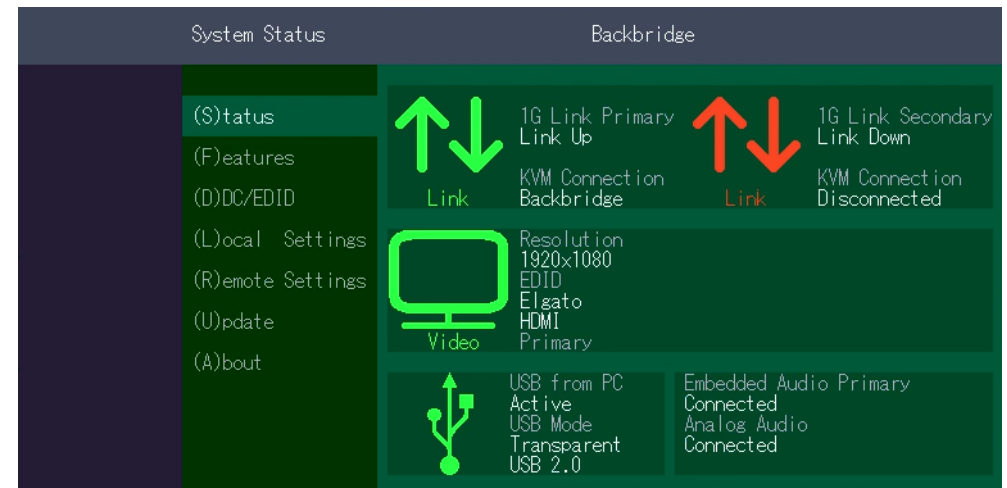 System Status
Backbridge
(S)tatus
(F)eatures
(D)DC/EDID
(L)ocal Settings
(R)emote Settings
(U)pdate
(A)bout
Link
1G Link Primary
Link Up
KVM Connection
Backbridge
Link
1G Link Secondary
Link Down
KVM Connection
Disconnected
Video
Resolution
1920x1080
EDID
Elgato
HDMI
Primary
USB from PC
Active
USB Mode
Transparent
USB 2.0
Embedded Audio Primary
Connected
Analog Audio
Connected